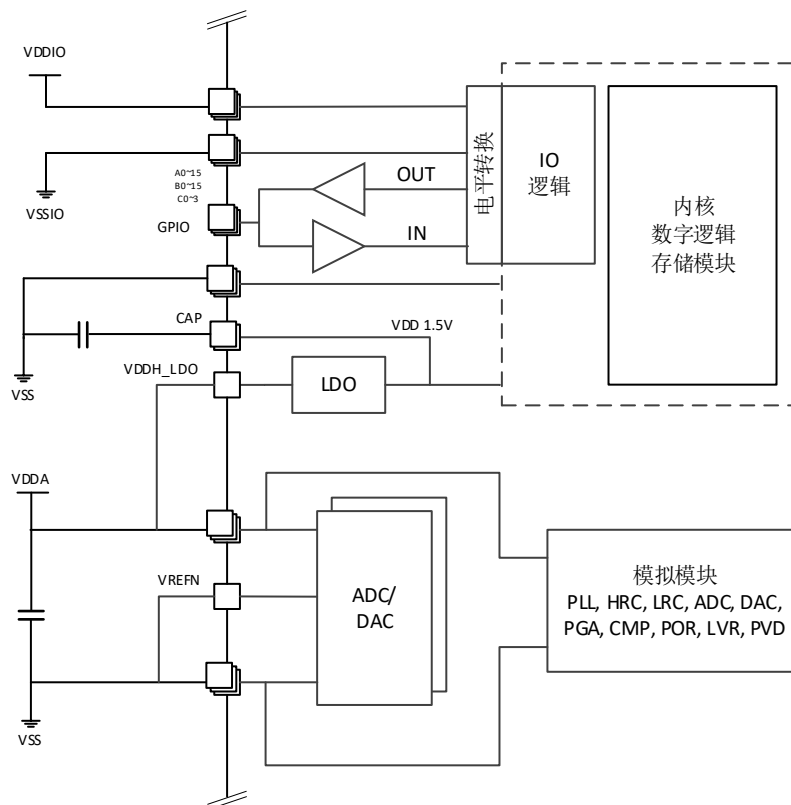 VDDIO
VSSIO
A0~15
B0~15
C0~3
GPIO
OUT
IN
电平转换
IO
逻辑
内核
数字逻辑
存储模块
CAP
VDD 1.5V
VSS
VDDH_LDO
LDO
VDDA
VREFN
ADC/
DAC
模拟模块
PLL, HRC, LRC, ADC, DAC,
PGA, CMP, POR, LVR, PVD
VSS